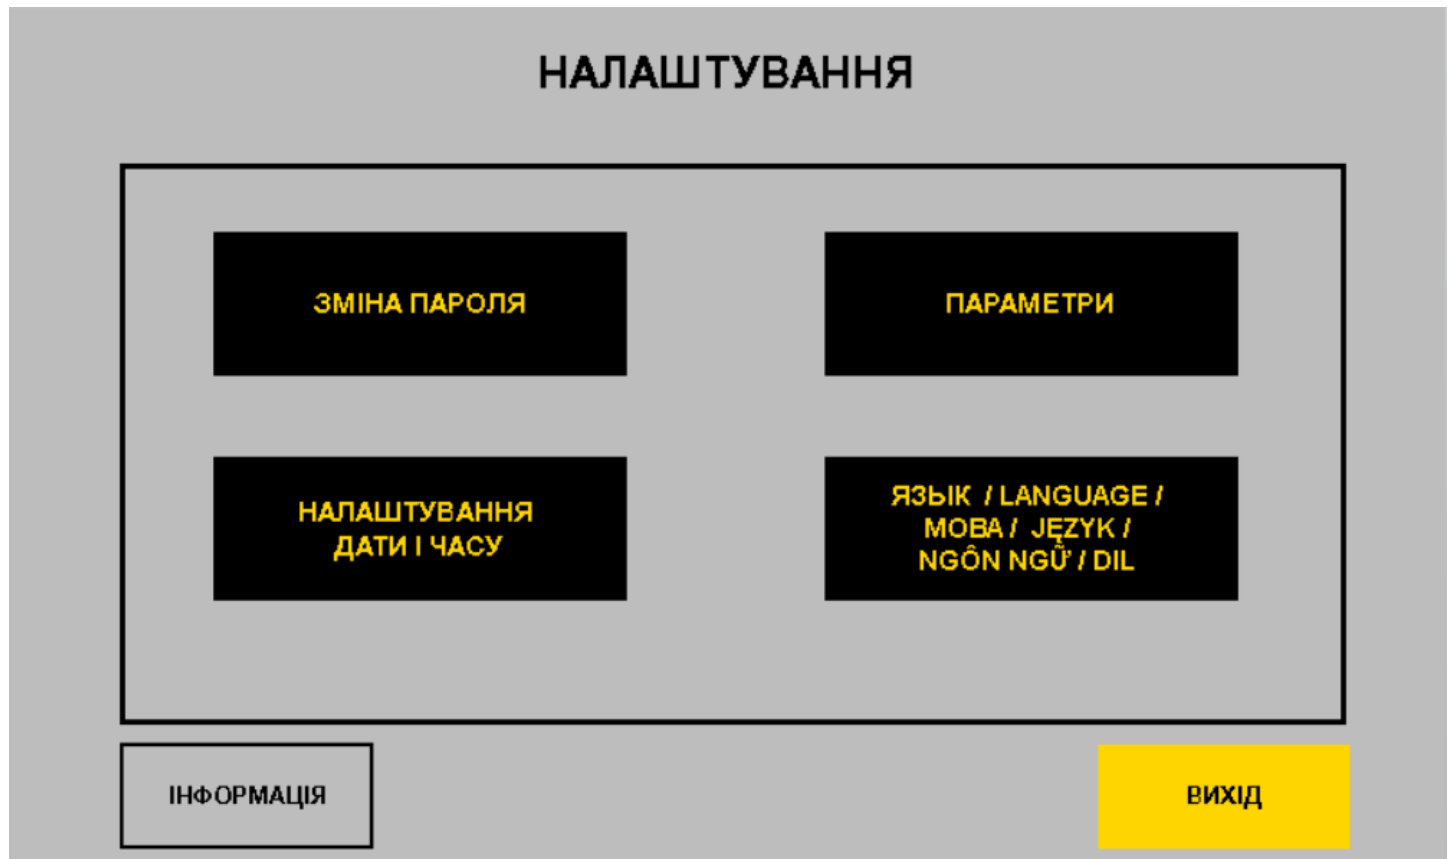 НАЛАШТУВАННЯ
ЗМІНА ПАРОЛЯ
ПАРАМЕТРИ
НАЛАШТУВАННЯ
ДАТИ І ЧАСУ
ЯЗЫК / LANGUAGE /
МОВА / JĘZYK /
NGÔN NGỮ / DIL
ІНФОРМАЦІЯ
ВИХІД